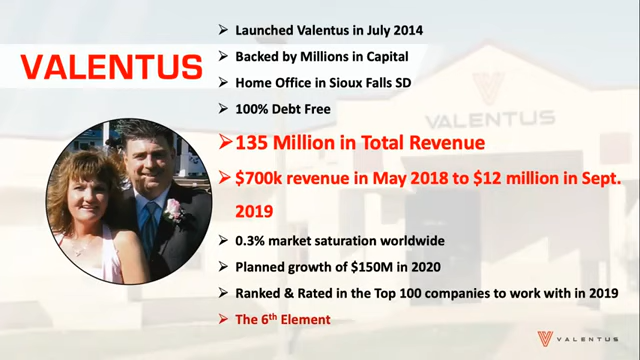 VALENTUS
Launched Valentus in July 2014
Backed by Millions in Capital
Home Office in Sioux Falls SD
100% Debt Free
135 Million in Total Revenue
$700k revenue in May 2018 to $12 million in Sept.
2019
0.3% market saturation worldwide
Planned growth of $150M in 2020
Ranked & Rated in the Top 100 companies to work with in 2019
The 6th Element
VALENTUS
VALENTUS